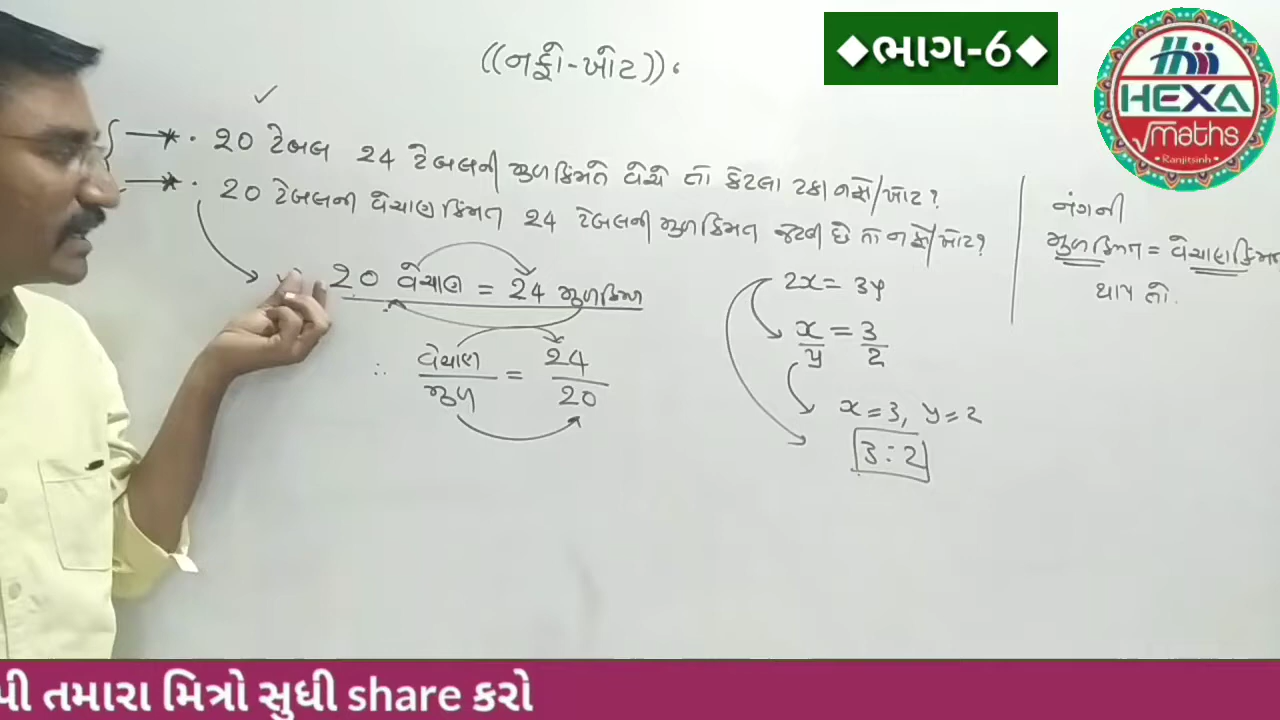 ((નફો-ખોટ))
◆ભાગ-6◆
HEXA
√maths
Ranjitsinh
20 ટેબલ 24 ટેબલની મુળકિંમતે વેચે તો કેટલા ટકા નફો/ખોટ?
20 ટેબલની વેચાણ કિંમત 24 ટેબલની મુળકિંમત જેટલી છે તો નફો/ખોટ?
20 વેચાણ = 24 મુળકિંમત
∴ વેચાણ/મુળ = 24/20
2x = 3y
x/y = 3/2
x = 3, y = 2
3 : 2
નંગની
મુળકિંમત = વેચાણકિંમત
થાય તો.
પી તમારા મિત્રો સુધી share કરો